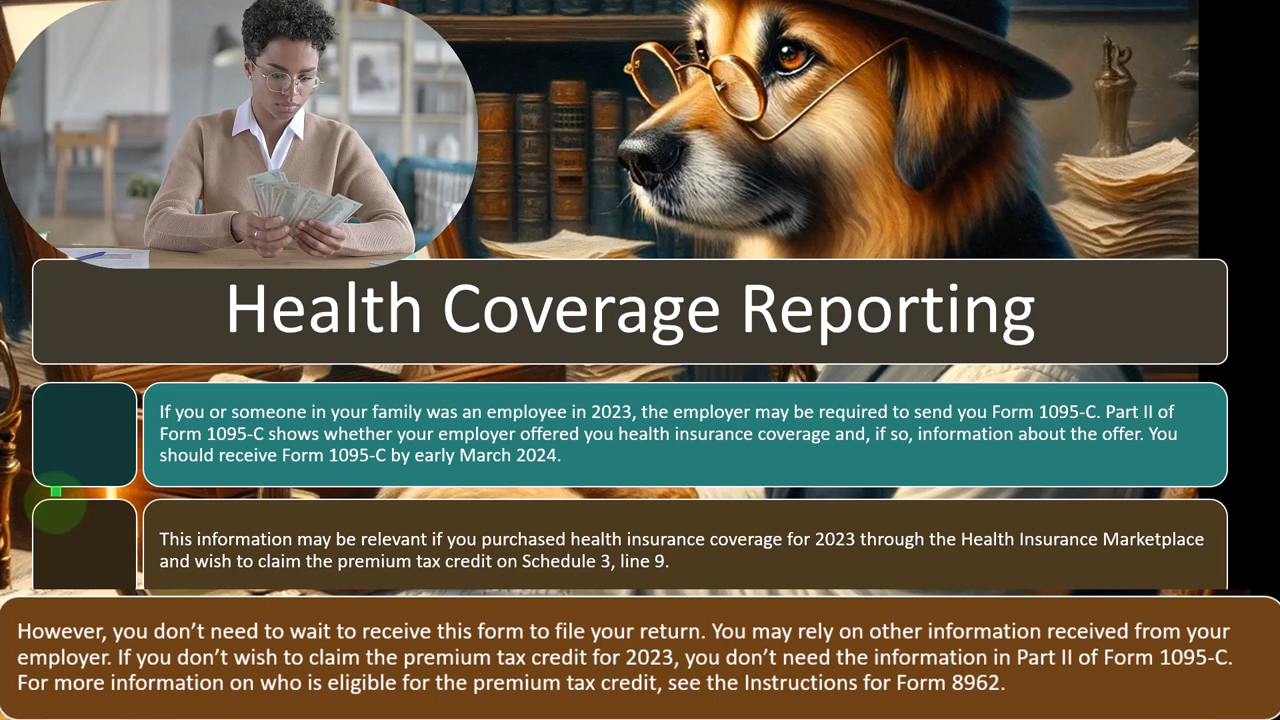 Health Coverage Reporting
If you or someone in your family was an employee in 2023, the employer may be required to send you Form 1095-C. Part II of
Form 1095-C shows whether your employer offered you health insurance coverage and, if so, information about the offer. You
should receive Form 1095-C by early March 2024.
This information may be relevant if you purchased health insurance coverage for 2023 through the Health Insurance Marketplace
and wish to claim the premium tax credit on Schedule 3, line 9.
However, you don’t need to wait to receive this form to file your return. You may rely on other information received from your
employer. If you don’t wish to claim the premium tax credit for 2023, you don’t need the information in Part II of Form 1095-C.
For more information on who is eligible for the premium tax credit, see the Instructions for Form 8962.